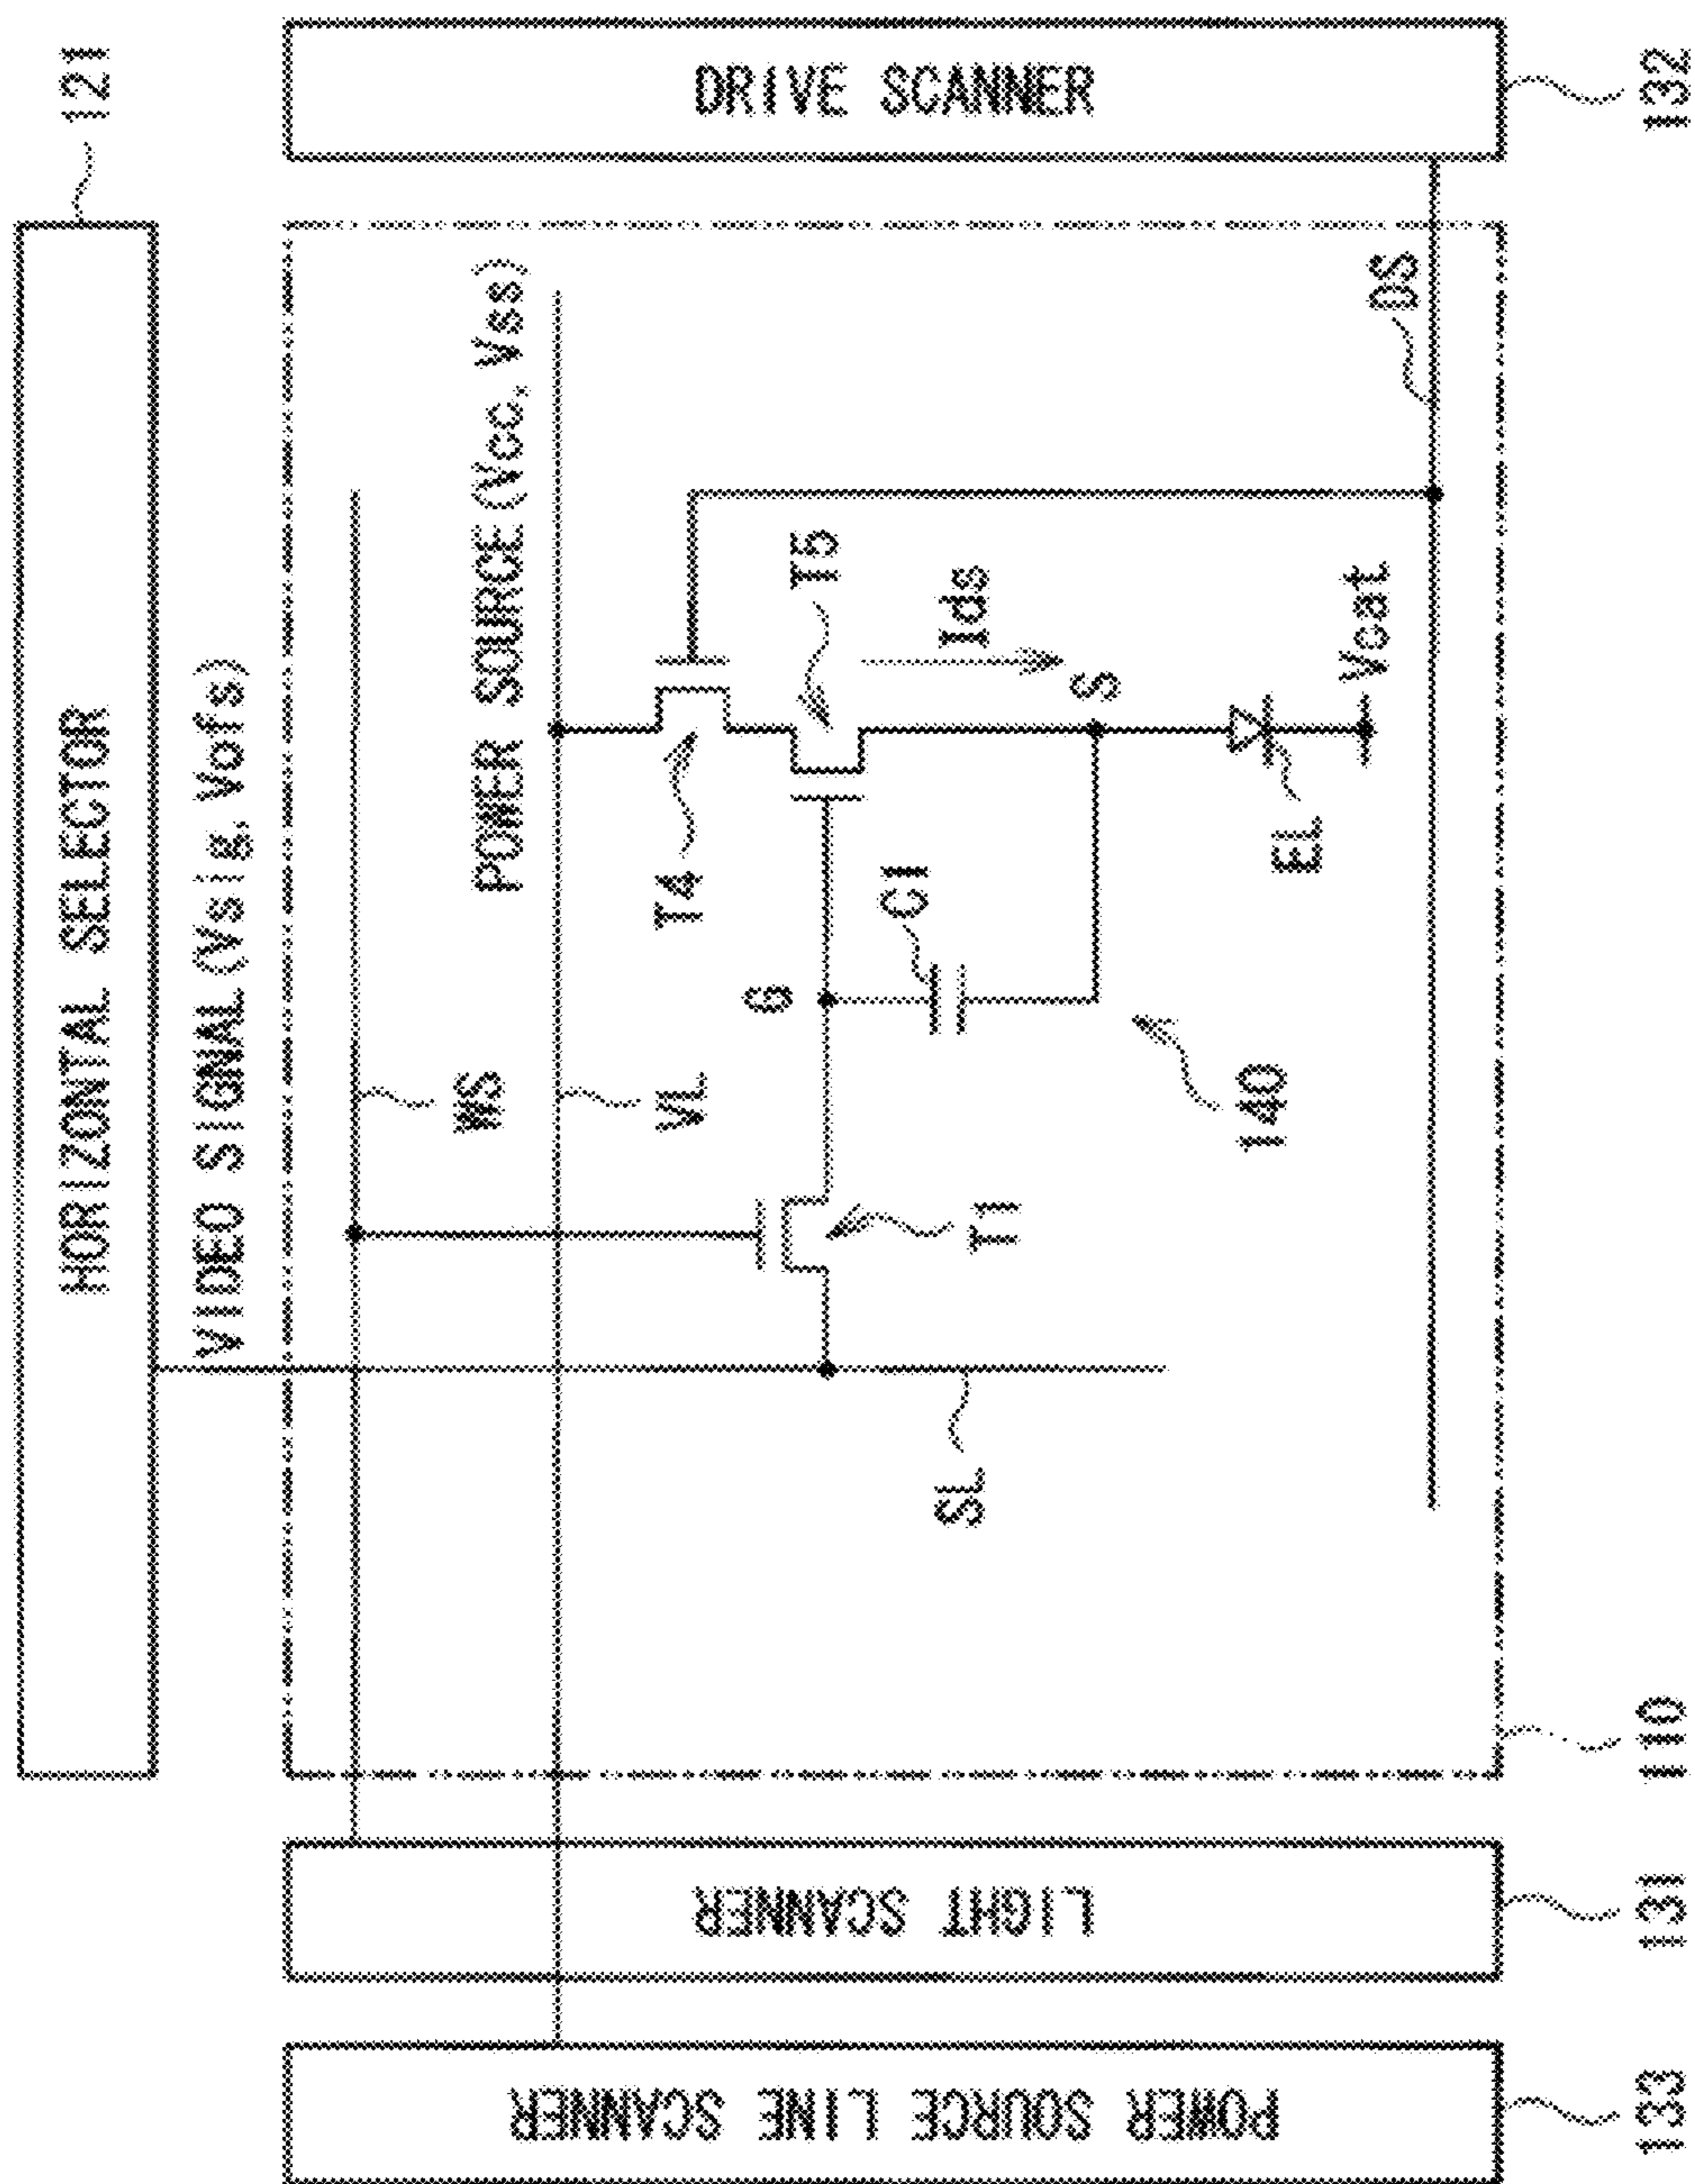 121
HORIZONTAL SELECTOR
VIDEO SIGNAL(Vsig, Vofs)
DRIVE SCANNER
132
WS
POWER SOURCE(Vcc, Vss)
VL
T4
T5
G
C1
Ids
S
T1
SL
140
EL
Vcat
DS
110
LIGHT SCANNER
131
POWER SOURCE LINE SCANNER
133